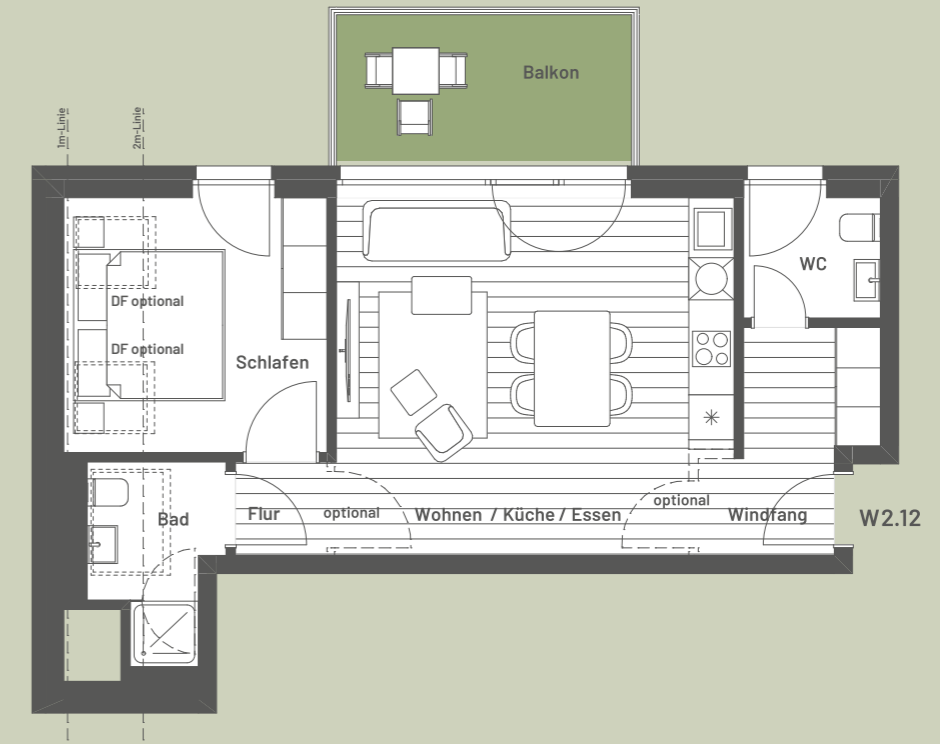 Balkon
1m-Linie
2m-Linie
WC
DF optional
DF optional
Schlafen
Bad
Flur
optional
Wohnen / Küche / Essen
optional
Windfang
W2.12